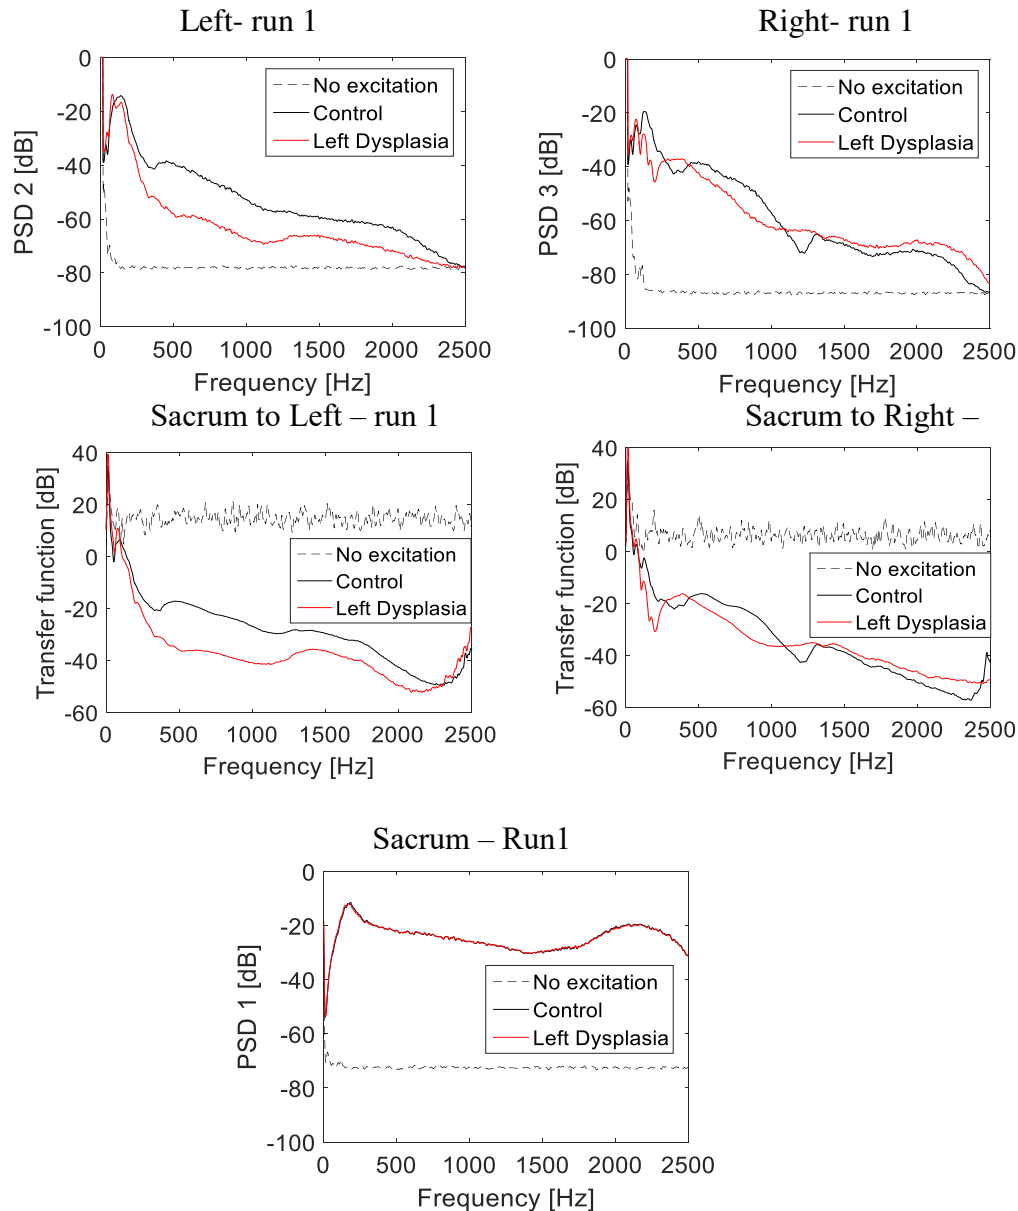 Left- run 1
0
-20
-40
-60
-80
-100
PSD 2 [dB]
No excitation
Control
Left Dysplasia
0 500 1000 1500 2000 2500
Frequency [Hz]
Right- run 1
0
-20
-40
-60
-80
-100
PSD 3 [dB]
No excitation
Control
Left Dysplasia
0 500 1000 1500 2000 2500
Frequency [Hz]
Sacrum to Left – run 1
40
20
0
-20
-40
-60
Transfer function [dB]
No excitation
Control
Left Dysplasia
0 500 1000 1500 2000 2500
Frequency [Hz]
Sacrum to Right –
40
20
0
-20
-40
-60
Transfer function [dB]
No excitation
Control
Left Dysplasia
0 500 1000 1500 2000 2500
Frequency [Hz]
Sacrum – Run1
0
-20
-40
-60
-80
-100
PSD 1 [dB]
No excitation
Control
Left Dysplasia
0 500 1000 1500 2000 2500
Frequency [Hz]